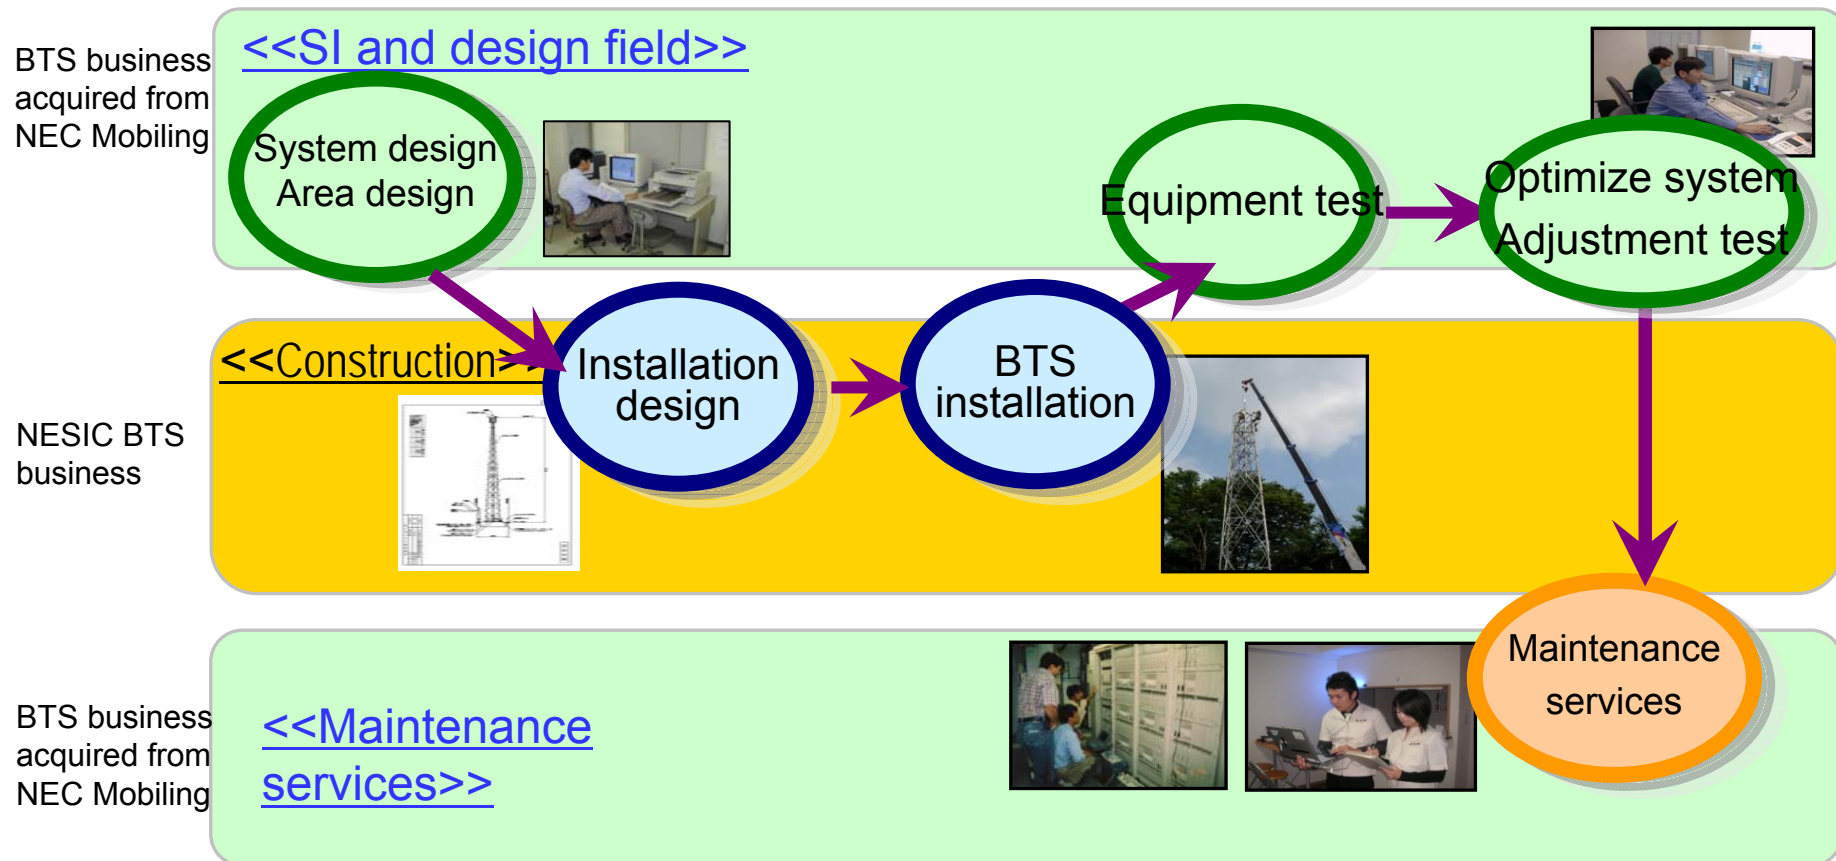 BTS business
acquired from
NEC Mobiling
<<SI and design field>>
System design
Area design
Equipment test
Optimize system
Adjustment test
NESIC BTS
business
<<Construction>>
Installation
design
BTS
installation
BTS business
acquired from
NEC Mobiling
<<Maintenance
services>>
Maintenance
services